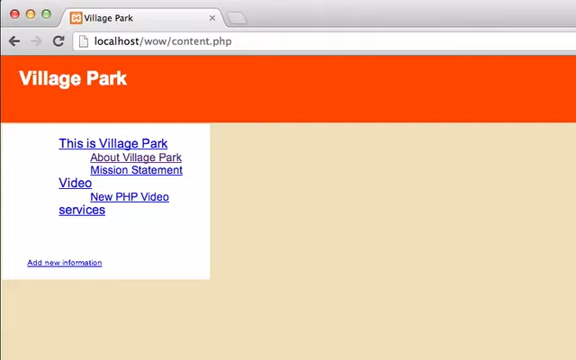 Village Park
localhost/wow/content.php
Village Park
This is Village Park
About Village Park
Mission Statement
Video
New PHP Video
services
Add new information